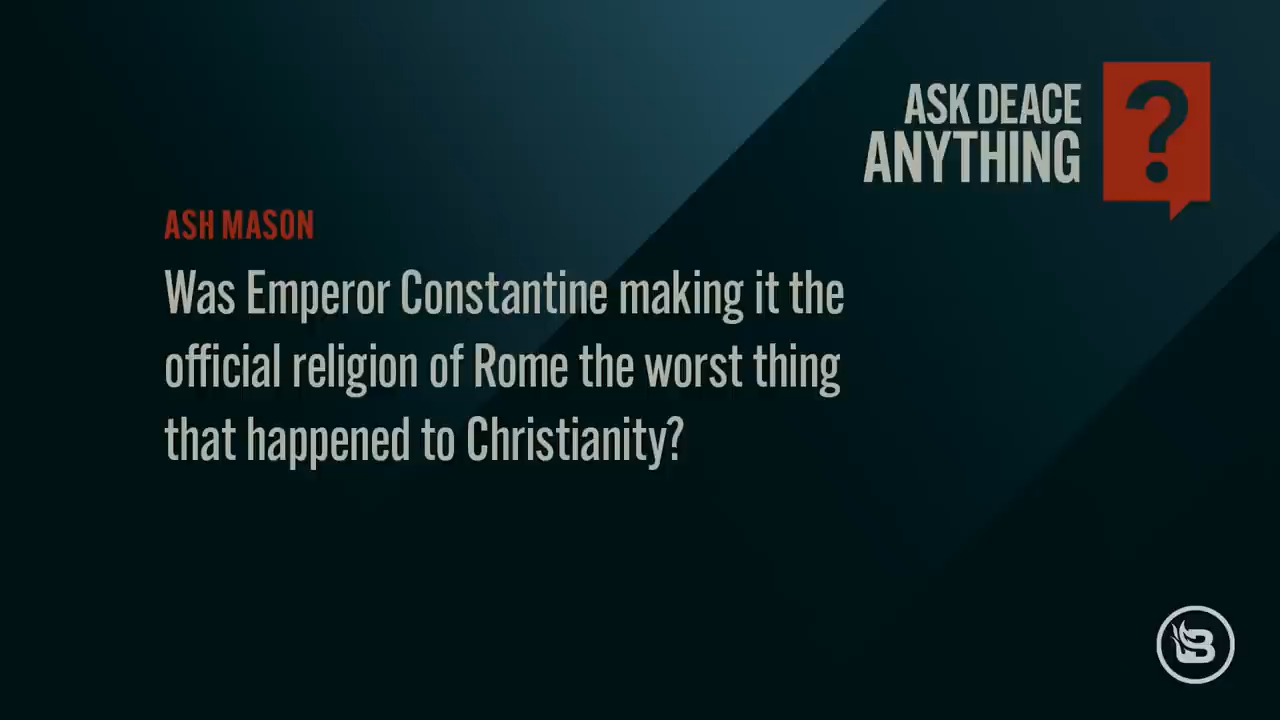 ASK DEACE
ANYTHING
?
ASH MASON
Was Emperor Constantine making it the
official religion of Rome the worst thing
that happened to Christianity?
B